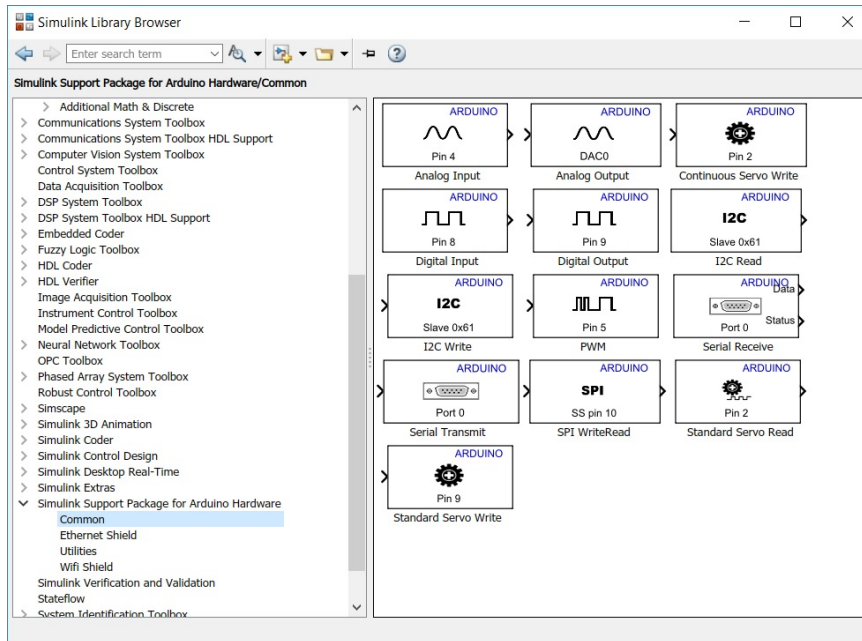 Simulink Library Browser
Enter search term
Simulink Support Package for Arduino Hardware/Common
Additional Math & Discrete
Communications System Toolbox
Communications System Toolbox HDL Support
Computer Vision System Toolbox
Control System Toolbox
Data Acquisition Toolbox
DSP System Toolbox
DSP System Toolbox HDL Support
Embedded Coder
Fuzzy Logic Toolbox
HDL Coder
HDL Verifier
Image Acquisition Toolbox
Instrument Control Toolbox
Model Predictive Control Toolbox
Neural Network Toolbox
OPC Toolbox
Phased Array System Toolbox
Robust Control Toolbox
Simscape
Simulink 3D Animation
Simulink Coder
Simulink Control Design
Simulink Desktop Real-Time
Simulink Extras
Simulink Support Package for Arduino Hardware
Common
Ethernet Shield
Utilities
Wifi Shield
Simulink Verification and Validation
Stateflow
System Identification Toolbox
ARDUINO
Pin 4
Analog Input
ARDUINO
DAC0
Analog Output
ARDUINO
Pin 2
Continuous Servo Write
ARDUINO
Pin 8
Digital Input
ARDUINO
Pin 9
Digital Output
ARDUINO
I2C
Slave 0x61
I2C Read
ARDUINO
I2C
Slave 0x61
I2C Write
ARDUINO
Pin 5
PWM
ARDUINO
Data
Status
Port 0
Serial Receive
ARDUINO
Port 0
Serial Transmit
ARDUINO
SPI
SS pin 10
SPI WriteRead
ARDUINO
Pin 2
Standard Servo Read
ARDUINO
Pin 9
Standard Servo Write